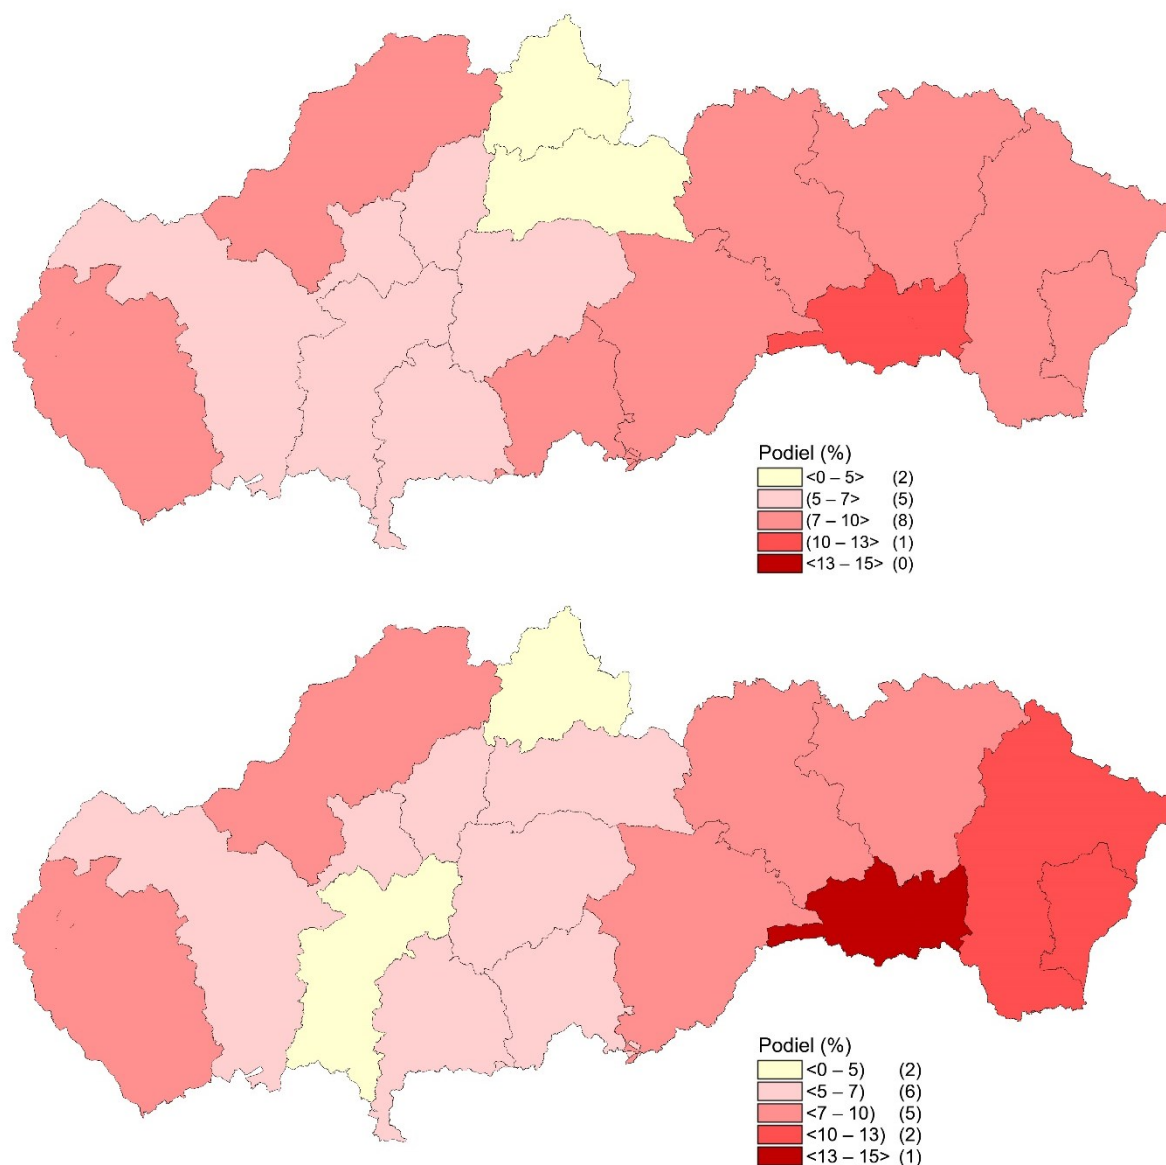 Podiel (%)
<0 – 5> (2)
(5 – 7> (5)
(7 – 10> (8)
(10 – 13> (1)
<13 – 15> (0)
Podiel (%)
<0 – 5) (2)
<5 – 7) (6)
<7 – 10) (5)
<10 – 13) (2)
<13 – 15> (1)